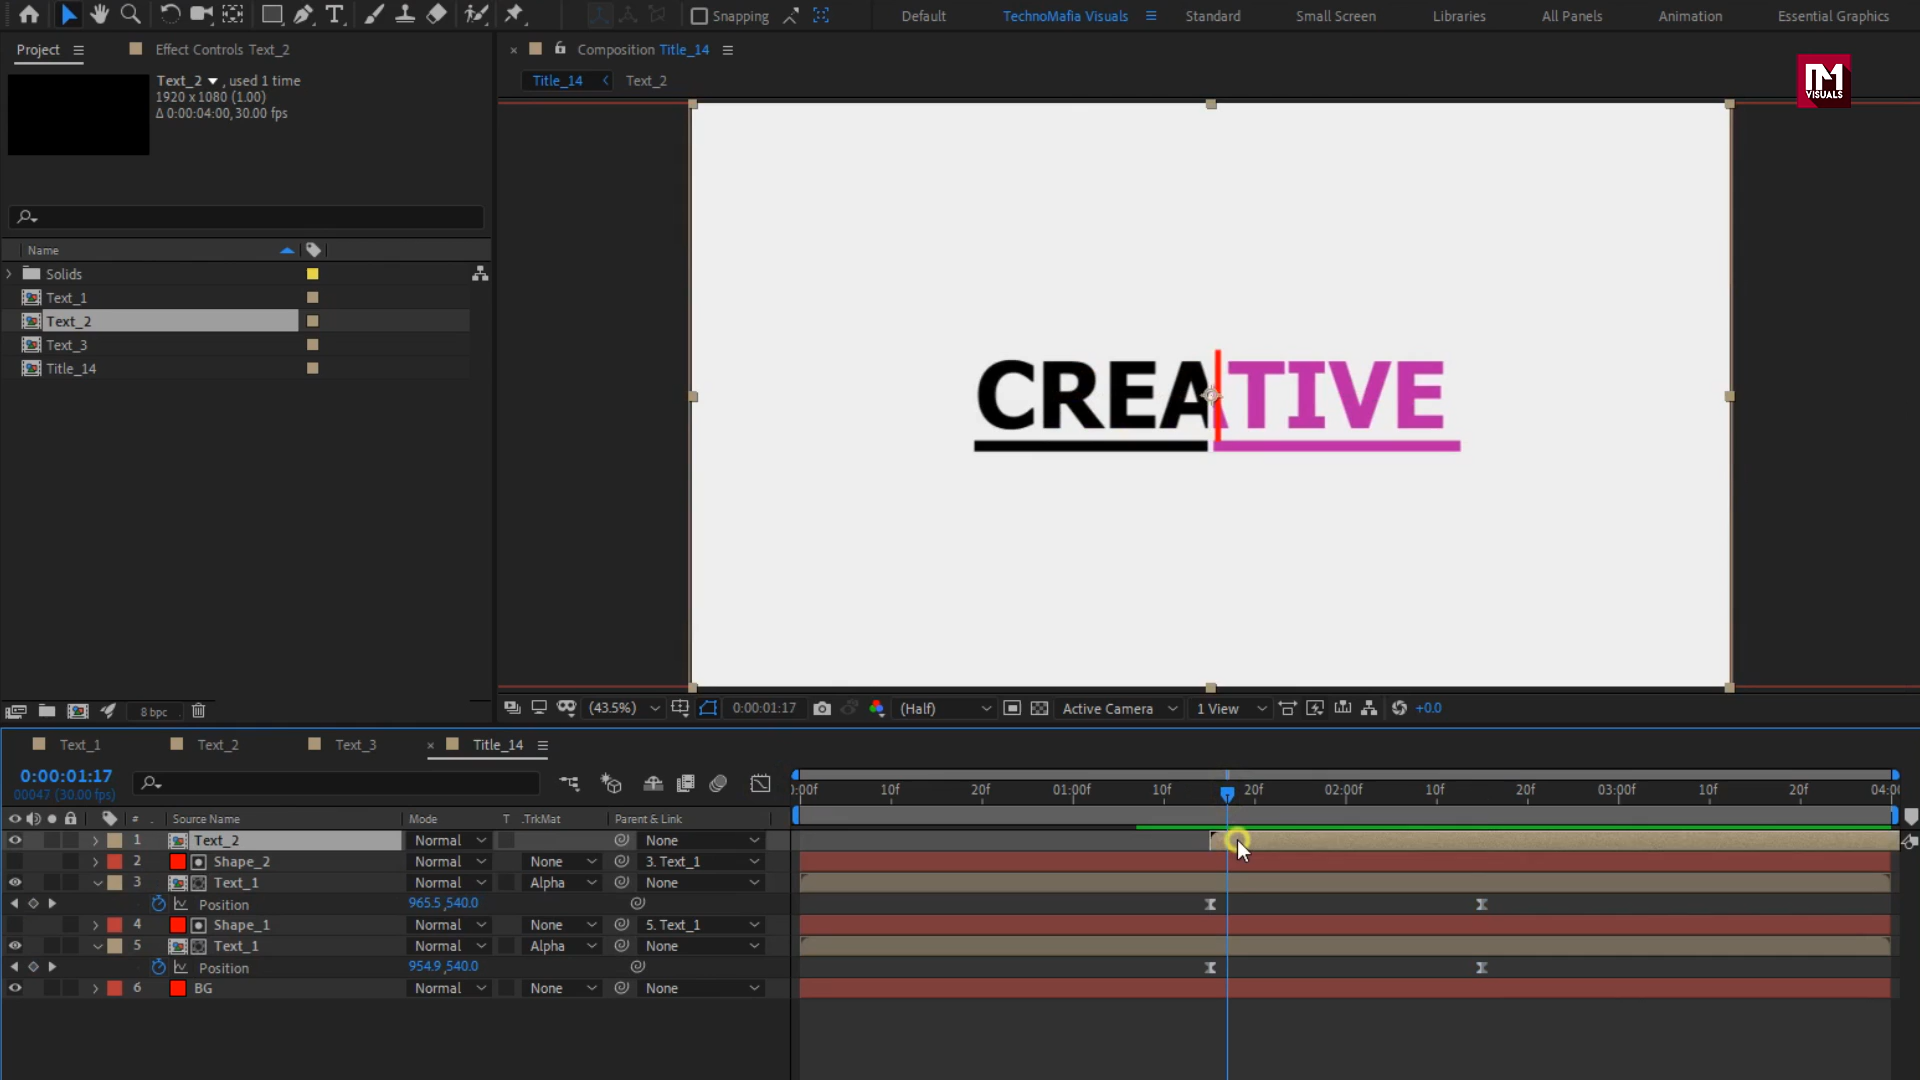 Snapping
Default
TechnoMafia Visuals
Standard
Small Screen
Libraries
All Panels
Animation
Essential Graphics
Project
Effect Controls Text_2
Composition Title_14
VISUALS
Text_2 , used 1 time
1920 x 1080 (1.00)
Δ 0:00:04:00, 30.00 fps
Title_14
Text_2
Name
Solids
Text_1
Text_2
Text_3
Title_14
CREATIVE
8 bpc
(43.5%)
0:00:01:17
(Half)
Active Camera
1 View
+0.0
Text_1
Text_2
Text_3
Title_14
0:00:01:17
00047 (30.00 fps)
:00f 10f 20f 01:00f 10f 20f 02:00f 10f 20f 03:00f 10f 20f 04:00
# Source Name Mode T .TrkMat Parent & Link
1 Text_2 Normal None
2 Shape_2 Normal None 3. Text_1
3 Text_1 Normal Alpha None
Position 965.5,540.0
4 Shape_1 Normal None 5. Text_1
5 Text_1 Normal Alpha None
Position 954.9,540.0
6 BG Normal None None